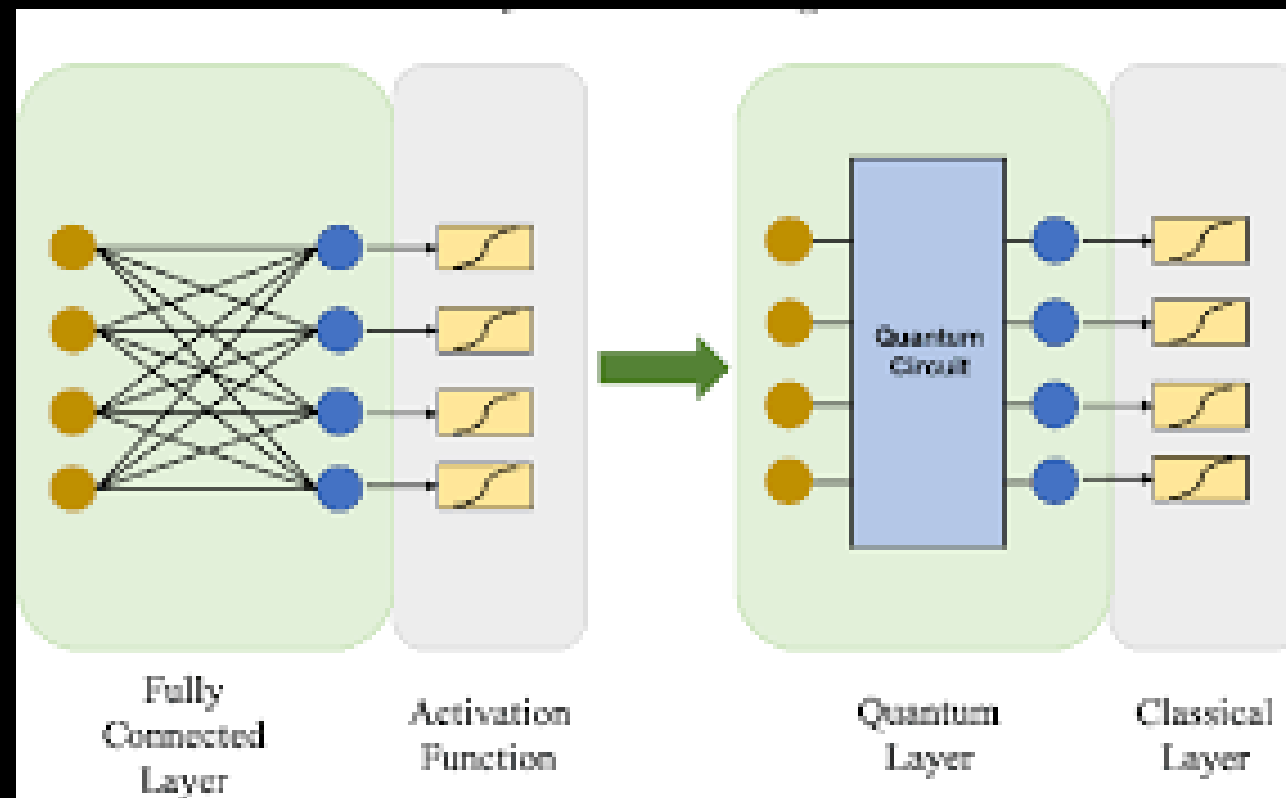 Quantum
Circuit
Fully
Connected
Layer
Activation
Function
Quantum
Layer
Classical
Layer